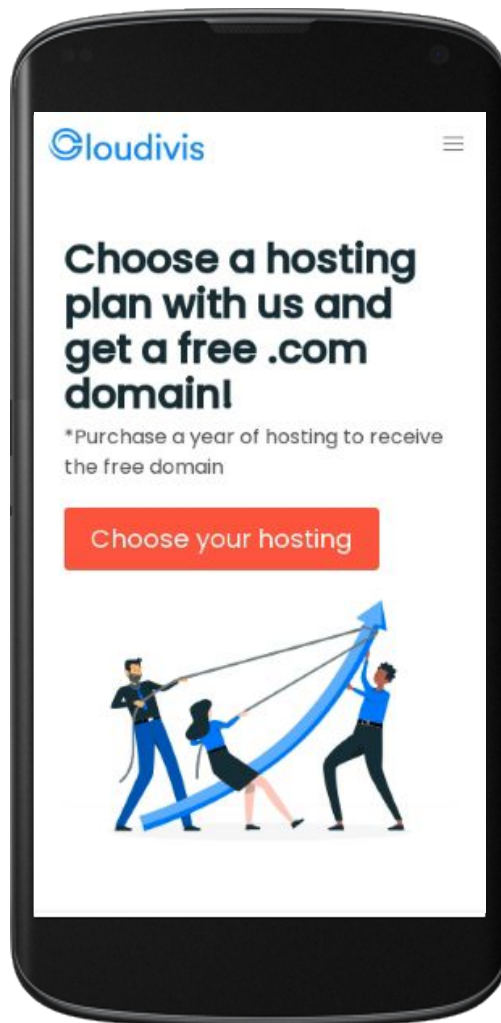 Cloudivis
Choose a hosting
plan with us and
get a free .com
domain!
*Purchase a year of hosting to receive
the free domain
Choose your hosting